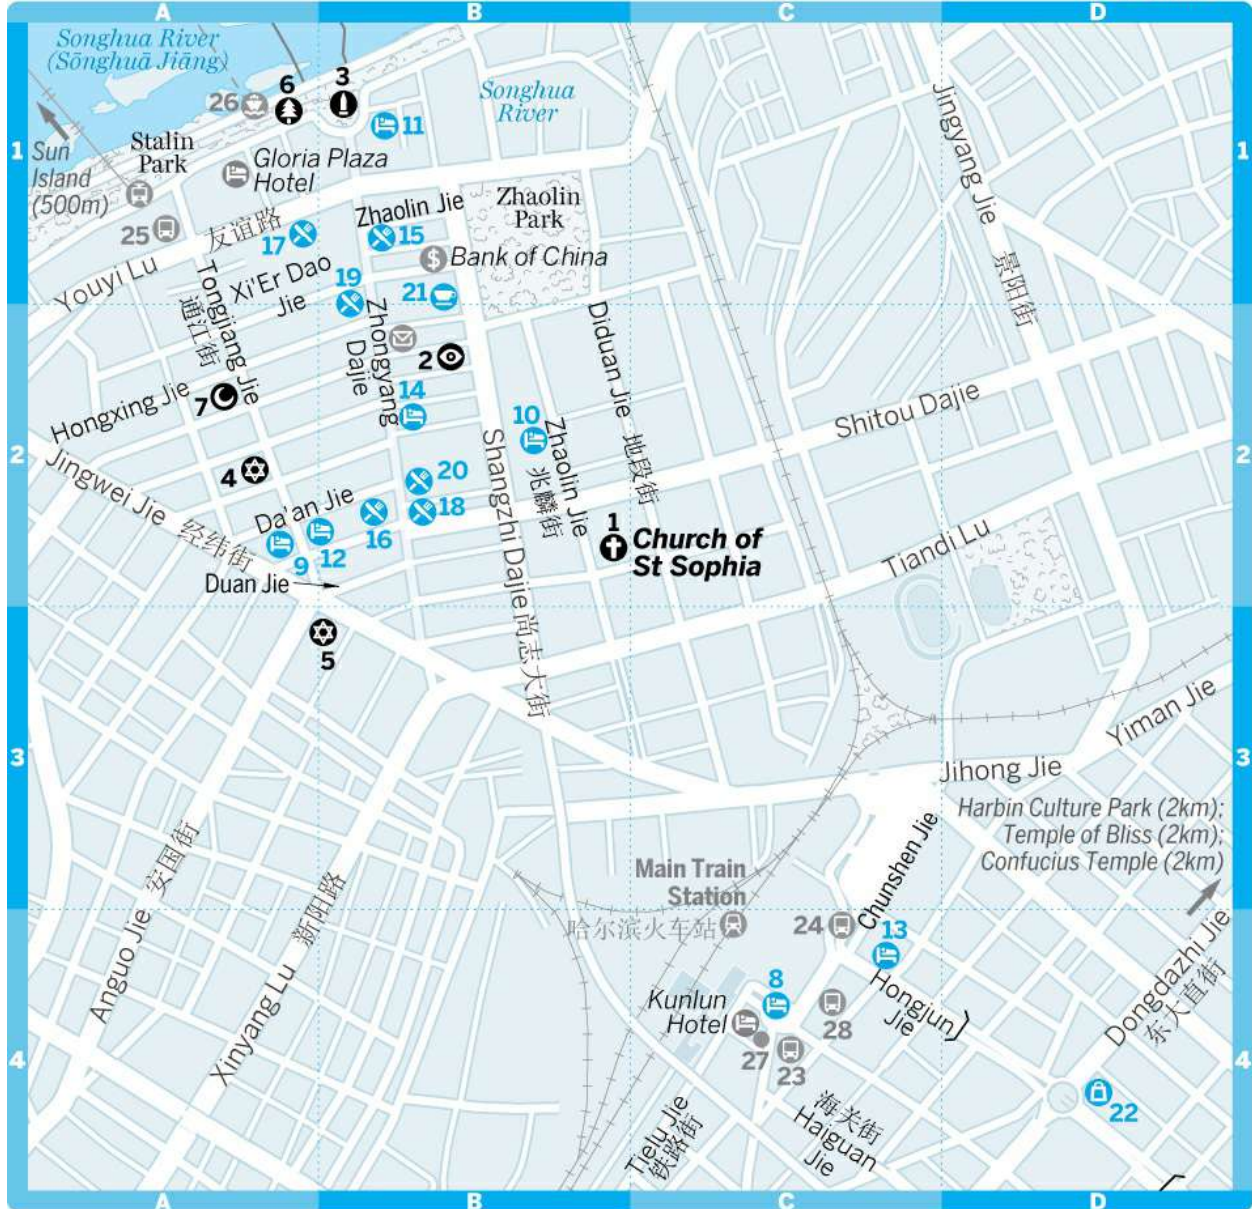 A
B
C
D
Songhua River
(Sōnghuā Jiāng)
6
3
26
Songhua
River
11
Stalin
Park
1
Sun
Island
(500m)
Gloria Plaza
Hotel
Jingyang Jie 景阳街
1
Zhaolin
Park
Zhaolin Jie
25
友谊路
17
15
Bank of China
Youyi Lu
Xi'Er Dao
Jie
19
21
Tongjiang Jie
通江街
Zhongyang
Dajie
2
Diduan Jie 地段街
14
Hongxing Jie
7
10
Zhaolin Jie
兆麟街
Shitou Dajie
2
2
Jingwei Jie 经纬街
4
20
Shangzhi Dajie 尚志大街
Da'an Jie
18
16
12
9
1
Church of
St Sophia
Tiandi Lu
Duan Jie
5
3
3
Yiman Jie
Jihong Jie
Harbin Culture Park (2km);
Temple of Bliss (2km);
Confucius Temple (2km)
Chunshen Jie
Anguo Jie 安国街
Xinyang Lu 新阳路
Main Train
Station
哈尔滨火车站
24
13
8
Kunlun
Hotel
28
Hongjun
Jie
Dongdazhi Jie
东大直街
27
23
4
4
22
Tielu Jie
铁路街
海关街
Haiguan
Jie
A
B
C
D